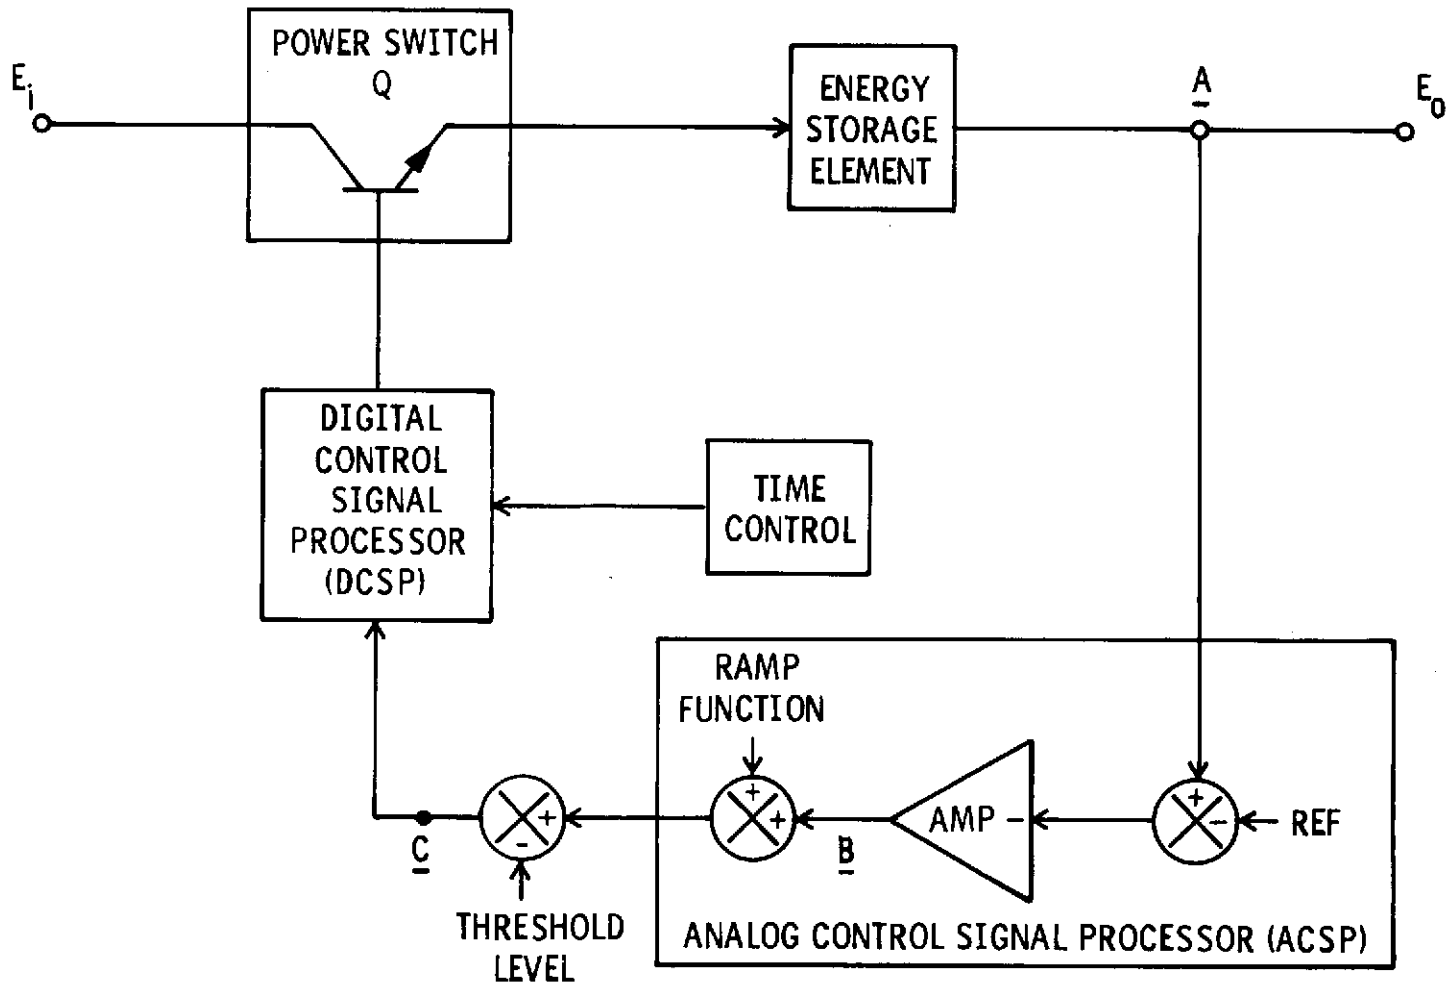 POWER SWITCH
Q
E_i
ENERGY
STORAGE
ELEMENT
A
E_o
DIGITAL
CONTROL
SIGNAL
PROCESSOR
(DCSP)
TIME
CONTROL
RAMP
FUNCTION
+
+
AMP -
+
-
REF
B
+
-
C
THRESHOLD
LEVEL
ANALOG CONTROL SIGNAL PROCESSOR (ACSP)